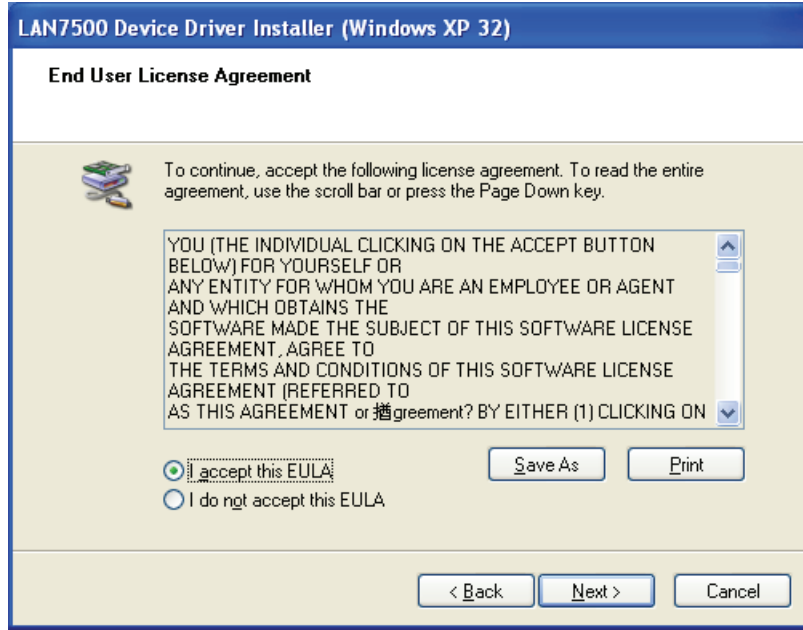 LAN7500 Device Driver Installer (Windows XP 32)
End User License Agreement
To continue, accept the following license agreement. To read the entire
agreement, use the scroll bar or press the Page Down key.
YOU (THE INDIVIDUAL CLICKING ON THE ACCEPT BUTTON
BELOW) FOR YOURSELF OR
ANY ENTITY FOR WHOM YOU ARE AN EMPLOYEE OR AGENT
AND WHICH OBTAINS THE
SOFTWARE MADE THE SUBJECT OF THIS SOFTWARE LICENSE
AGREEMENT, AGREE TO
THE TERMS AND CONDITIONS OF THIS SOFTWARE LICENSE
AGREEMENT (REFERRED TO
AS THIS AGREEMENT or 揂greement? BY EITHER (1) CLICKING ON
I accept this EULA
Save As
Print
I do not accept this EULA
< Back
Next >
Cancel